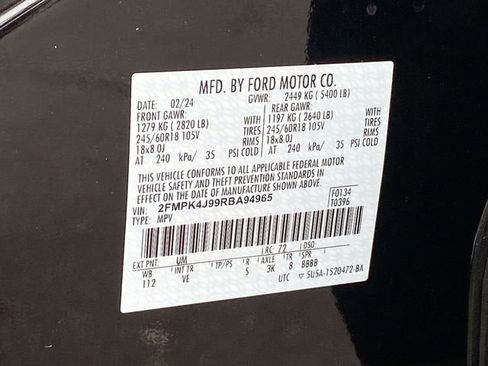 MFD. BY FORD MOTOR CO.
DATE: 02/24 GVWR: 2449 KG ( 5400 LB)
FRONT GAWR: REAR GAWR:
1279 KG ( 2820 LB) WITH 1197 KG ( 2640 LB) WITH
245/60R18 105V TIRES 245/60R18 105V TIRES
18x8.0J RIMS 18x8.0J RIMS
AT 240 kPa/ 35 PSI COLD AT 240 kPa/ 35 PSI COLD
THIS VEHICLE CONFORMS TO ALL APPLICABLE FEDERAL MOTOR
VEHICLE SAFETY AND THEFT PREVENTION STANDARDS IN
EFFECT ON THE DATE OF MANUFACTURE SHOWN ABOVE.
VIN: 2FMPK4J99RBA94965 F0134
TYPE: MPV T0396
EXT PNT: UM RC: 72 DSO:
WB INT TR TP/PS R AXLE TR SPR
112 VE S 3K 8 BBBB
UTC ▽ 5U5A-1520472-BA